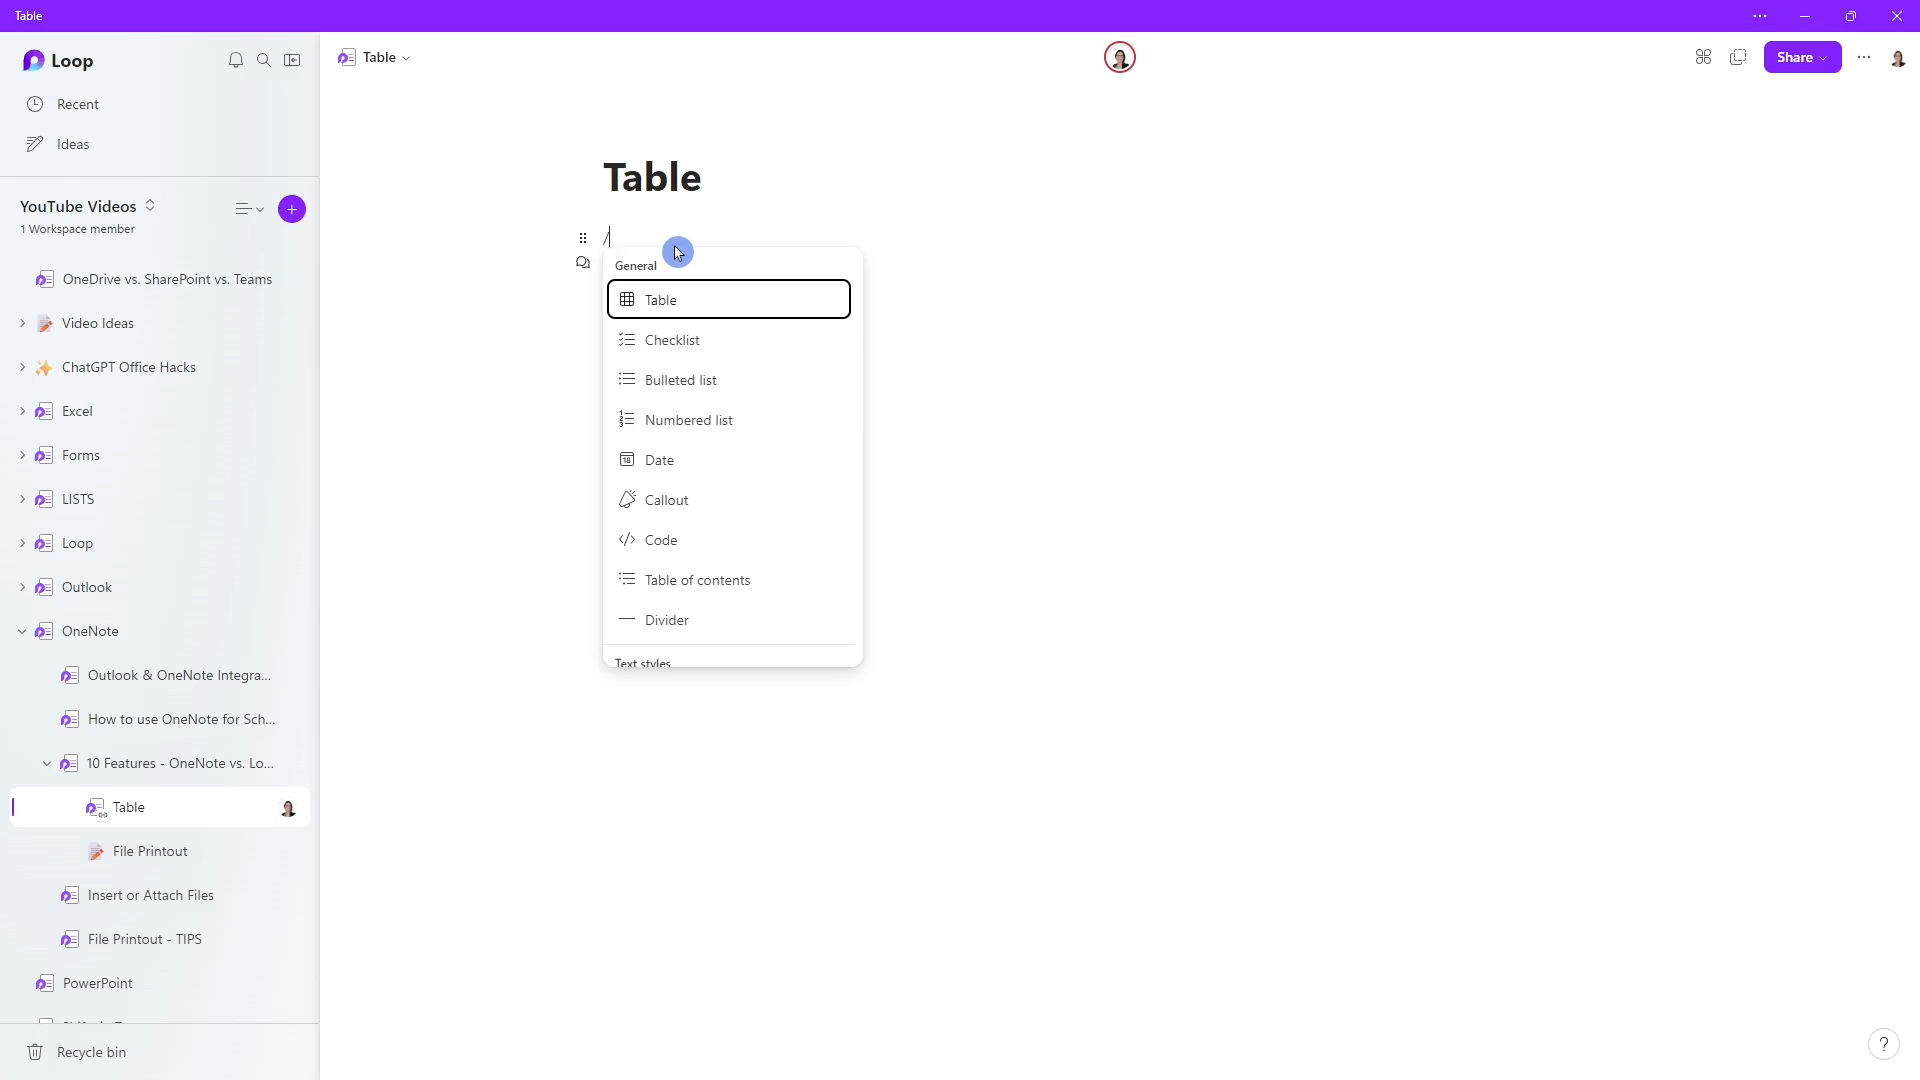 Table
Loop
Table
Share
Recent
Ideas
YouTube Videos
1 Workspace member
OneDrive vs. SharePoint vs. Teams
Video Ideas
ChatGPT Office Hacks
Excel
Forms
LISTS
Loop
Outlook
OneNote
Outlook & OneNote Integra...
How to use OneNote for Sch...
10 Features - OneNote vs. Lo...
Table
File Printout
Insert or Attach Files
File Printout - TIPS
PowerPoint
Recycle bin
Table
/
General
Table
Checklist
Bulleted list
Numbered list
Date
Callout
Code
Table of contents
Divider
Text styles
?